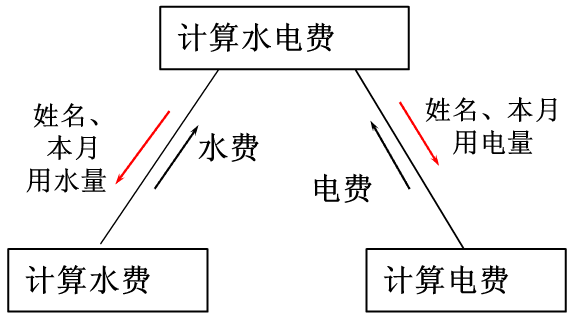 计算水电费
姓名、
本月
用水量
水费
电费
姓名、本月
用电量
计算水费
计算电费